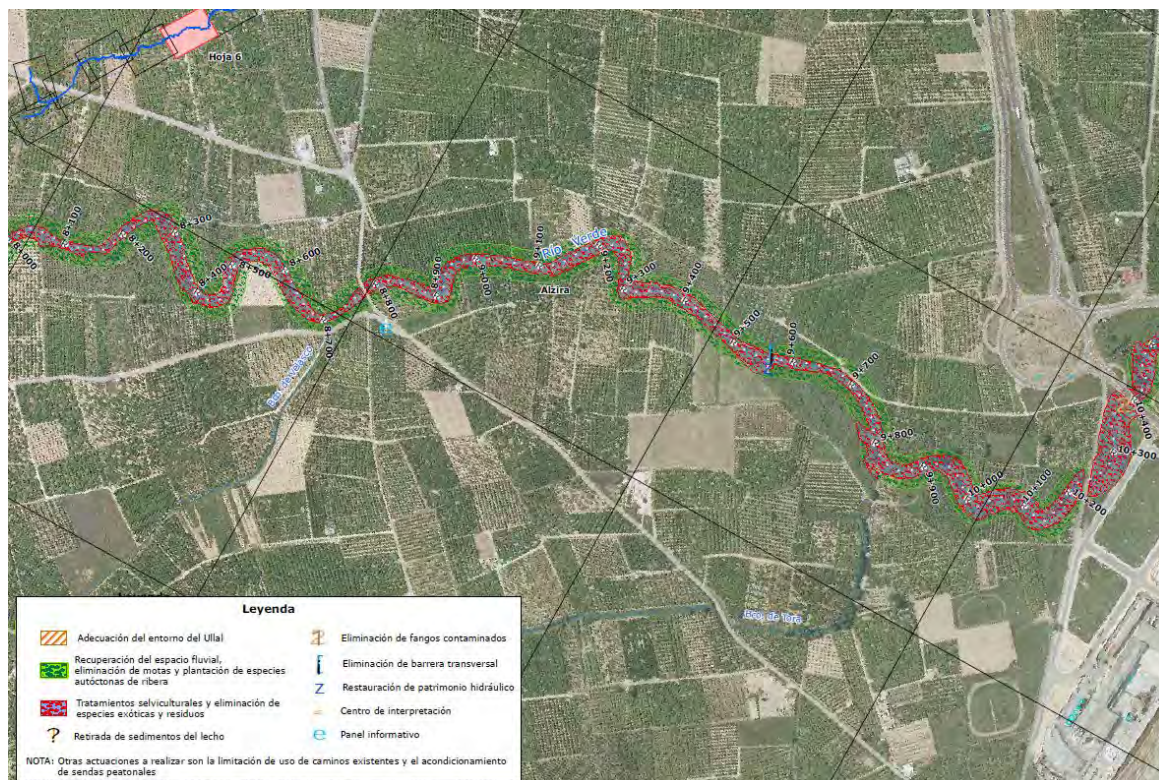 Hoja 6
8+000
8+100
8+200
8+300
8+400
8+500
8+600
8+700
8+800
8+900
9+000
9+100
Río Verde
Alzira
9+200
9+300
9+400
9+500
9+600
9+700
9+800
9+900
10+000
10+100
10+200
10+300
10+400
Bco. de Tora
Leyenda
Adecuación del entorno del Ullal
Recuperación del espacio fluvial,
eliminación de motas y plantación de especies
autóctonas de ribera
Tratamientos selviculturales y eliminación de
especies exóticas y residuos
? Retirada de sedimentos del lecho
Eliminación de fangos contaminados
Eliminación de barrera transversal
Z Restauración de patrimonio hidráulico
Centro de interpretación
e Panel informativo
NOTA: Otras actuaciones a realizar son la limitación de uso de caminos existentes y el acondicionamiento
de sendas peatonales